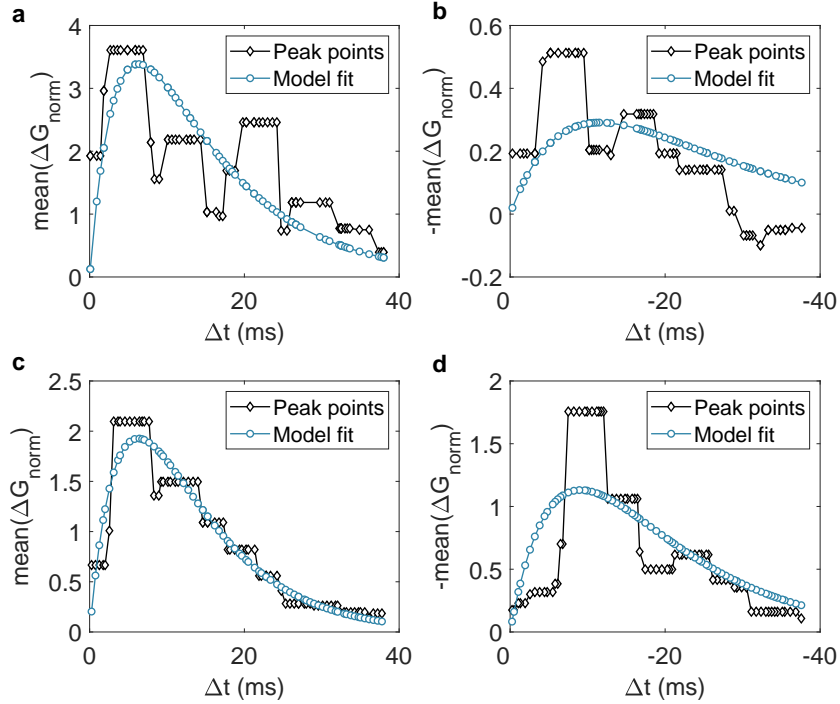 a
4
3
2
1
0
mean(ΔG_norm)
0
20
40
Δt (ms)
Peak points
Model fit
b
0.6
0.4
0.2
0
-0.2
-mean(ΔG_norm)
0
-20
-40
Δt (ms)
Peak points
Model fit
c
2.5
2
1.5
1
0.5
0
mean(ΔG_norm)
0
20
40
Δt (ms)
Peak points
Model fit
d
2
1.5
1
0.5
0
-mean(ΔG_norm)
0
-20
-40
Δt (ms)
Peak points
Model fit